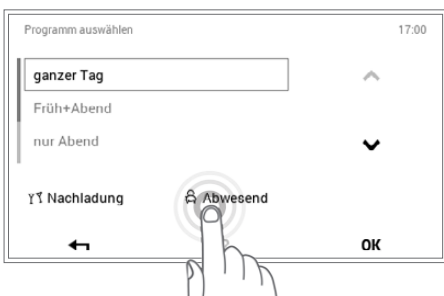 Programm auswählen 17:00
ganzer Tag
Früh+Abend
nur Abend
Nachladung Abwesend
OK